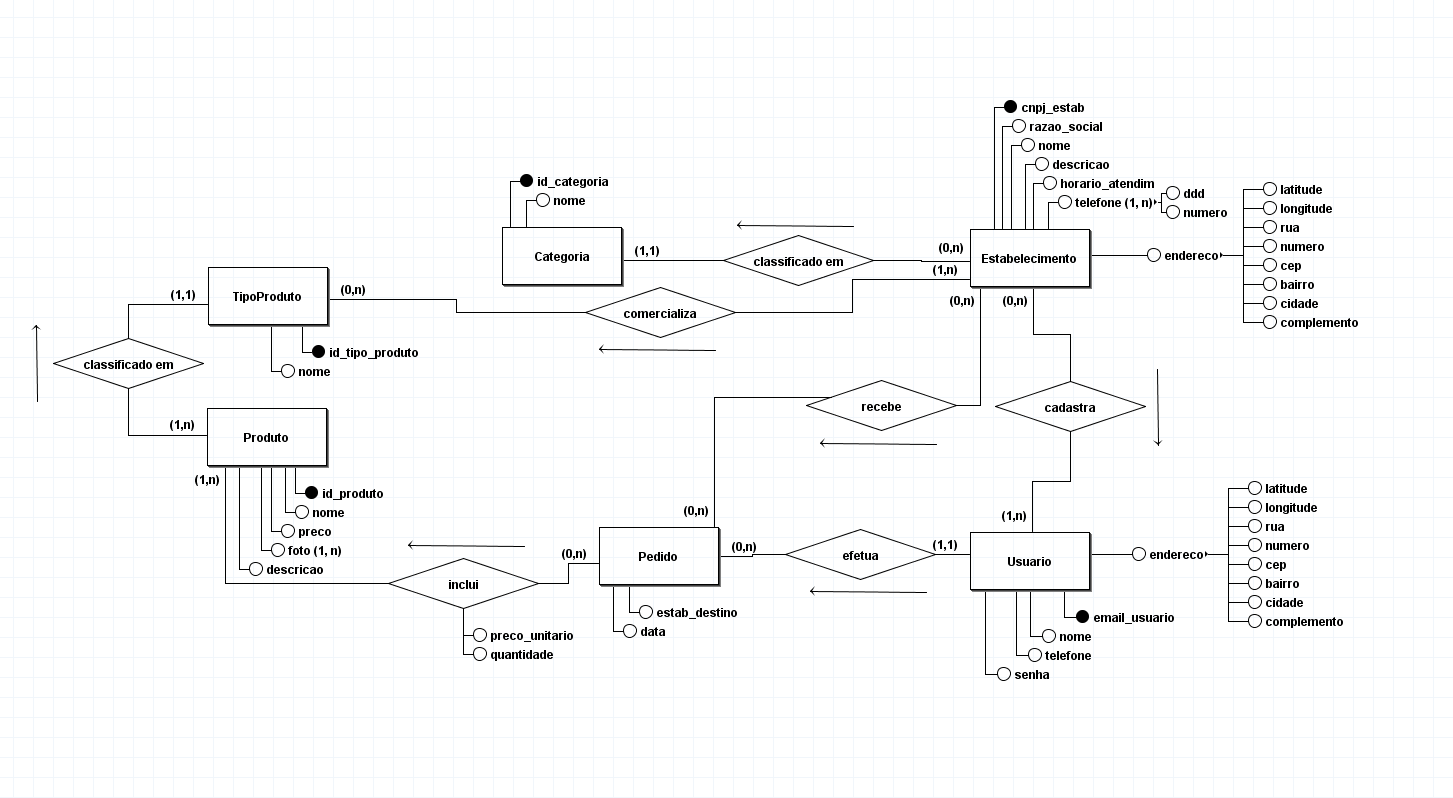 cnpj_estab
razao_social
nome
descricao
horario_atendim
telefone (1, n)
ddd
numero
latitude
longitude
rua
numero
cep
bairro
cidade
complemento
endereco
id_categoria
nome
Categoria
(1,1)
classificado em
(0,n)
Estabelecimento
(1,n)
TipoProduto
(1,1)
(0,n)
comercializa
(0,n)
(0,n)
id_tipo_produto
nome
classificado em
(1,n)
Produto
(1,n)
recebe
cadastra
id_produto
nome
preco
foto (1, n)
descricao
(0,n)
(1,n)
inclui
(0,n)
Pedido
(0,n)
efetua
(1,1)
Usuario
endereco
latitude
longitude
rua
numero
cep
bairro
cidade
complemento
estab_destino
data
preco_unitario
quantidade
email_usuario
nome
telefone
senha